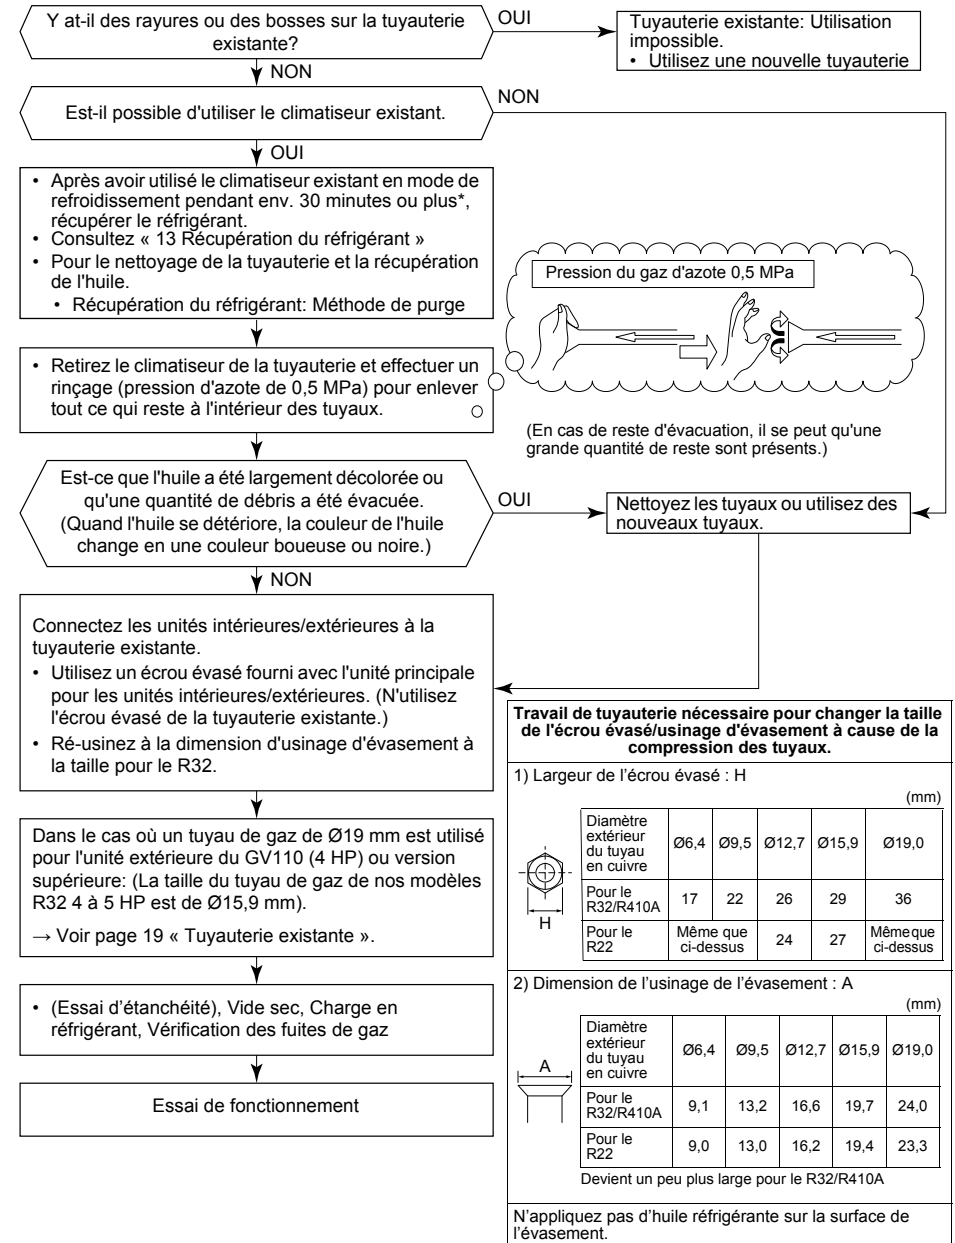 Y at-il des rayures ou des bosses sur la tuyauterie
existante?
OUI
Tuyauterie existante: Utilisation
impossible.
• Utilisez une nouvelle tuyauterie
NON
Est-il possible d'utiliser le climatiseur existant.
NON
OUI
• Après avoir utilisé le climatiseur existant en mode de
refroidissement pendant env. 30 minutes ou plus*,
récupérer le réfrigérant.
• Consultez « 13 Récupération du réfrigérant »
• Pour le nettoyage de la tuyauterie et la récupération
de l'huile.
• Récupération du réfrigérant: Méthode de purge
Pression du gaz d'azote 0,5 MPa
• Retirez le climatiseur de la tuyauterie et effectuer un
rinçage (pression d'azote de 0,5 MPa) pour enlever
tout ce qui reste à l'intérieur des tuyaux.
(En cas de reste d'évacuation, il se peut qu'une
grande quantité de reste sont présents.)
Est-ce que l'huile a été largement décolorée ou
qu'une quantité de débris a été évacuée.
(Quand l'huile se détériore, la couleur de l'huile
change en une couleur boueuse ou noire.)
OUI
Nettoyez les tuyaux ou utilisez des
nouveaux tuyaux.
NON
Connectez les unités intérieures/extérieures à la
tuyauterie existante.
• Utilisez un écrou évasé fourni avec l'unité principale
pour les unités intérieures/extérieures. (N'utilisez
l'écrou évasé de la tuyauterie existante.)
• Ré-usinez à la dimension d'usinage d'évasement à
la taille pour le R32.
Dans le cas où un tuyau de gaz de Ø19 mm est utilisé
pour l'unité extérieure du GV110 (4 HP) ou version
supérieure: (La taille du tuyau de gaz de nos modèles
R32 4 à 5 HP est de Ø15,9 mm).
→ Voir page 19 « Tuyauterie existante ».
• (Essai d’étanchéité), Vide sec, Charge en
réfrigérant, Vérification des fuites de gaz
Essai de fonctionnement
Travail de tuyauterie nécessaire pour changer la taille
de l'écrou évasé/usinage d'évasement à cause de la
compression des tuyaux.
1) Largeur de l’écrou évasé : H
(mm)
H
Diamètre
extérieur
du tuyau
en cuivre
Ø6,4 Ø9,5 Ø12,7 Ø15,9 Ø19,0
Pour le
R32/R410A
17 22 26 29 36
Pour le
R22
Même que
ci-dessus
24 27
Même que
ci-dessus
2) Dimension de l’usinage de l’évasement : A
(mm)
A
Diamètre
extérieur
du tuyau
en cuivre
Ø6,4 Ø9,5 Ø12,7 Ø15,9 Ø19,0
Pour le
R32/R410A
9,1 13,2 16,6 19,7 24,0
Pour le
R22
9,0 13,0 16,2 19,4 23,3
Devient un peu plus large pour le R32/R410A
N’appliquez pas d’huile réfrigérante sur la surface de
l’évasement.